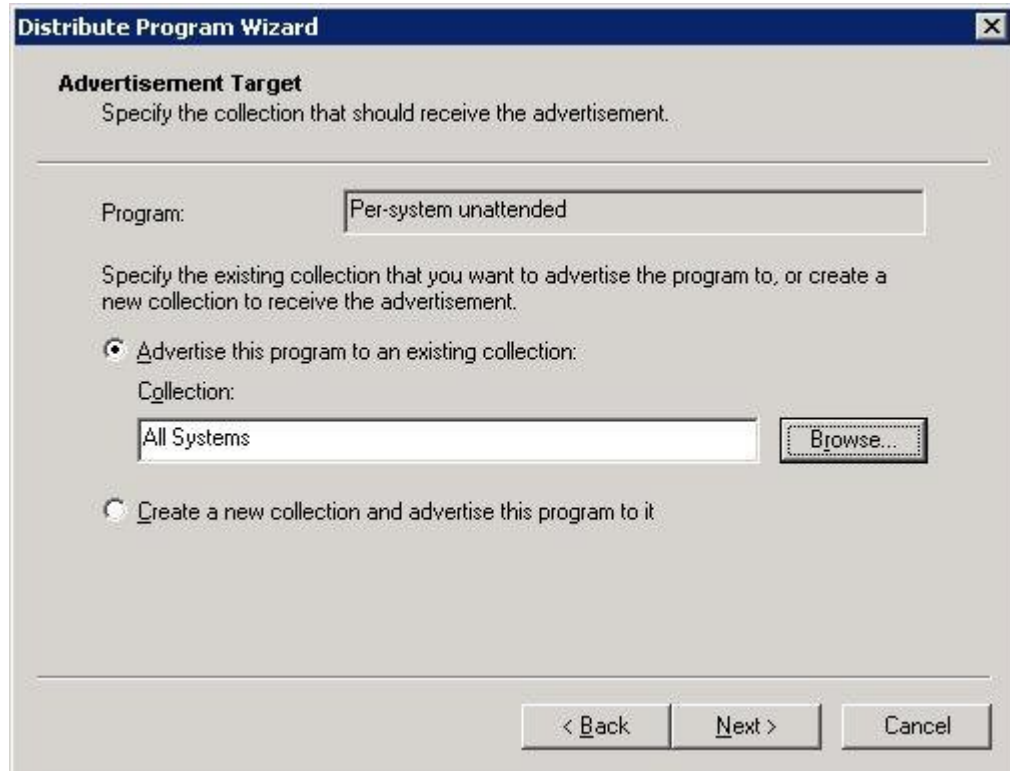 Distribute Program Wizard
Advertisement Target
Specify the collection that should receive the advertisement.
Program:
Per-system unattended
Specify the existing collection that you want to advertise the program to, or create a
new collection to receive the advertisement.
Advertise this program to an existing collection:
Collection:
All Systems
Browse...
Create a new collection and advertise this program to it
< Back
Next >
Cancel